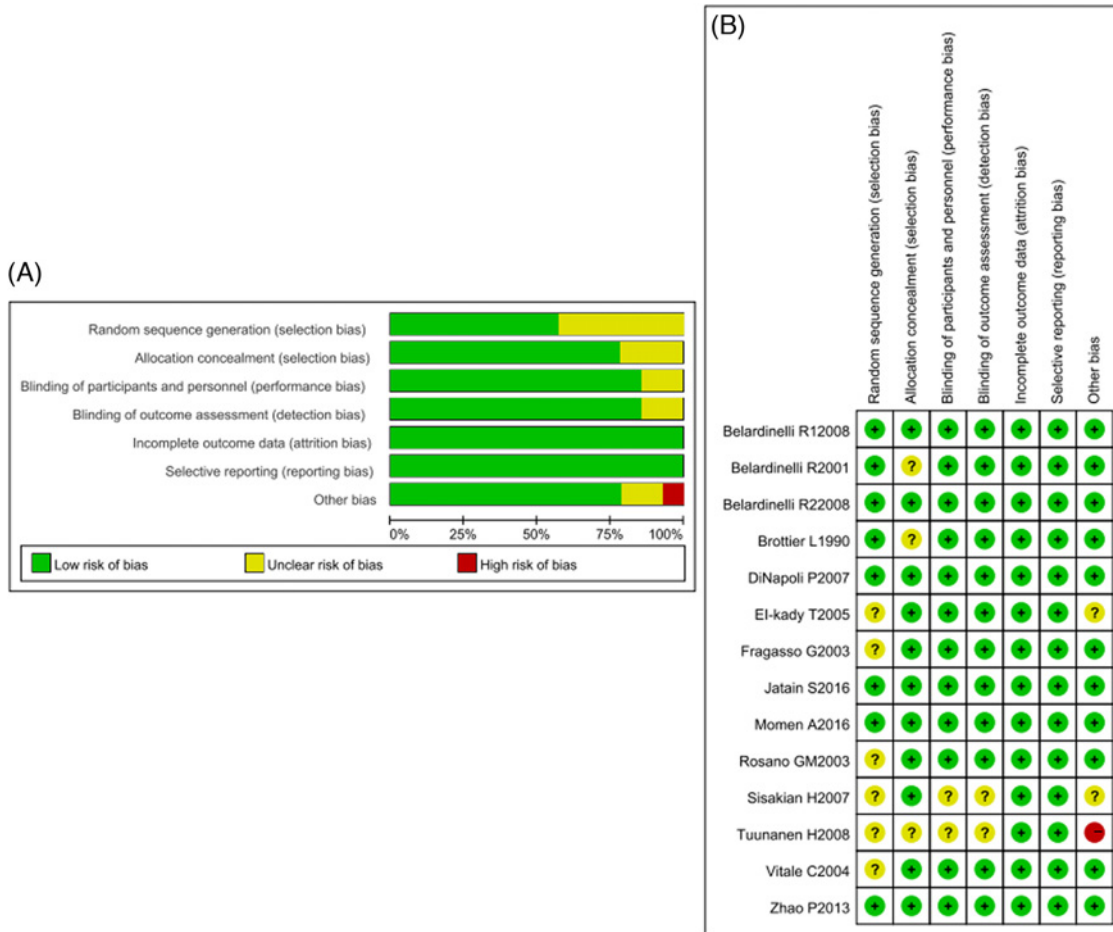 (A)
Random sequence generation (selection bias)
Allocation concealment (selection bias)
Blinding of participants and personnel (performance bias)
Blinding of outcome assessment (detection bias)
Incomplete outcome data (attrition bias)
Selective reporting (reporting bias)
Other bias
0% 25% 50% 75% 100%
Low risk of bias Unclear risk of bias High risk of bias
(B)
Random sequence generation (selection bias)
Allocation concealment (selection bias)
Blinding of participants and personnel (performance bias)
Blinding of outcome assessment (detection bias)
Incomplete outcome data (attrition bias)
Selective reporting (reporting bias)
Other bias
Belardinelli R12008 + + + + + + +
Belardinelli R2001 + ? + + + + +
Belardinelli R22008 + + + + + + +
Brottier L1990 + ? + + + + +
DiNapoli P2007 + + + + + + +
EI-kady T2005 ? + + + + + ?
Fragasso G2003 ? + + + + + +
Jatain S2016 + + + + + + +
Momen A2016 + + + + + + +
Rosano GM2003 ? + + + + + +
Sisakian H2007 ? + ? ? + + ?
Tuunanen H2008 ? ? ? ? + + −
Vitale C2004 ? + + + + + +
Zhao P2013 + + + + + + +